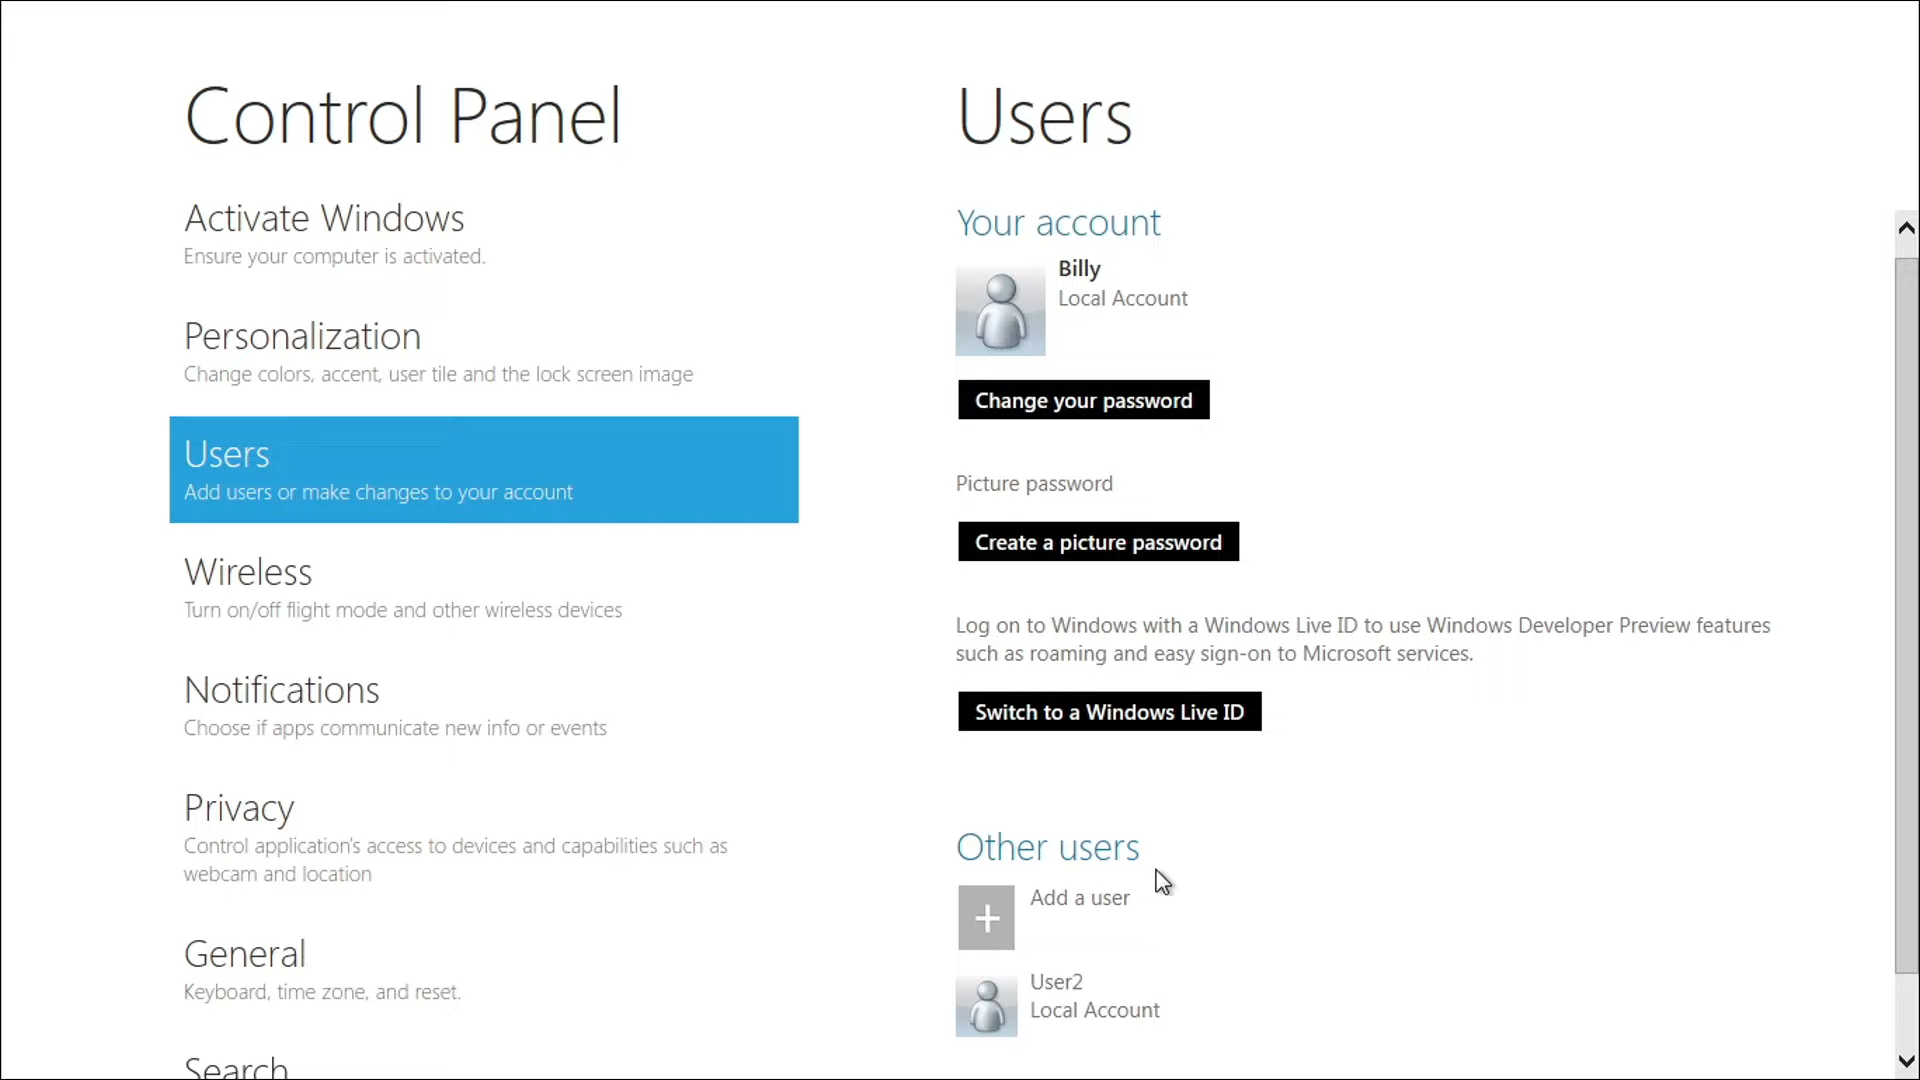 Control Panel
Activate Windows
Ensure your computer is activated.
Personalization
Change colors, accent, user tile and the lock screen image
Users
Add users or make changes to your account
Wireless
Turn on/off flight mode and other wireless devices
Notifications
Choose if apps communicate new info or events
Privacy
Control application's access to devices and capabilities such as
webcam and location
General
Keyboard, time zone, and reset.
Search
Users
Your account
Billy
Local Account
Change your password
Picture password
Create a picture password
Log on to Windows with a Windows Live ID to use Windows Developer Preview features
such as roaming and easy sign-on to Microsoft services.
Switch to a Windows Live ID
Other users
Add a user
User2
Local Account